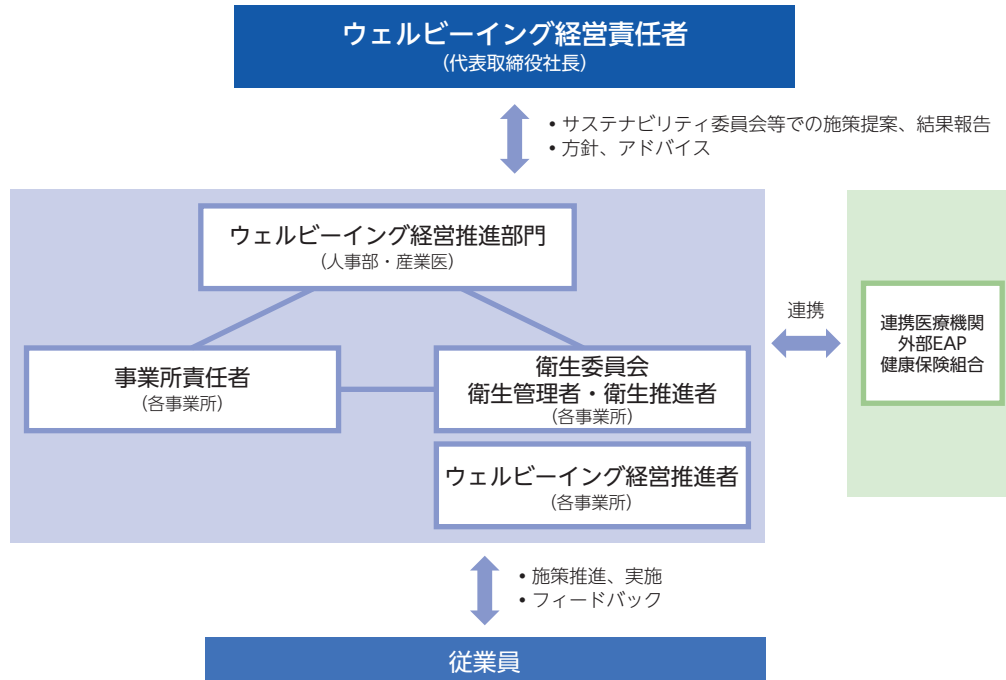 ウェルビーイング経営責任者
(代表取締役社長)
• サステナビリティ委員会等での施策提案、結果報告
• 方針、アドバイス
ウェルビーイング経営推進部門
(人事部・産業医)
事業所責任者
(各事業所)
衛生委員会
衛生管理者・衛生推進者
(各事業所)
ウェルビーイング経営推進者
(各事業所)
連携
連携医療機関
外部EAP
健康保険組合
• 施策推進、実施
• フィードバック
従業員